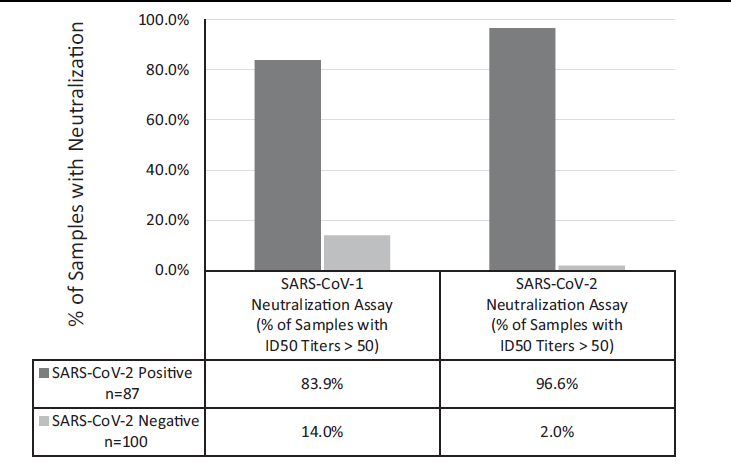 % of Samples with Neutralization
100.0%
80.0%
60.0%
40.0%
20.0%
0.0%
SARS-CoV-1
Neutralization Assay
(% of Samples with
ID50 Titers > 50)
SARS-CoV-2
Neutralization Assay
(% of Samples with
ID50 Titers > 50)
SARS-CoV-2 Positive
n=87
83.9%
96.6%
SARS-CoV-2 Negative
n=100
14.0%
2.0%